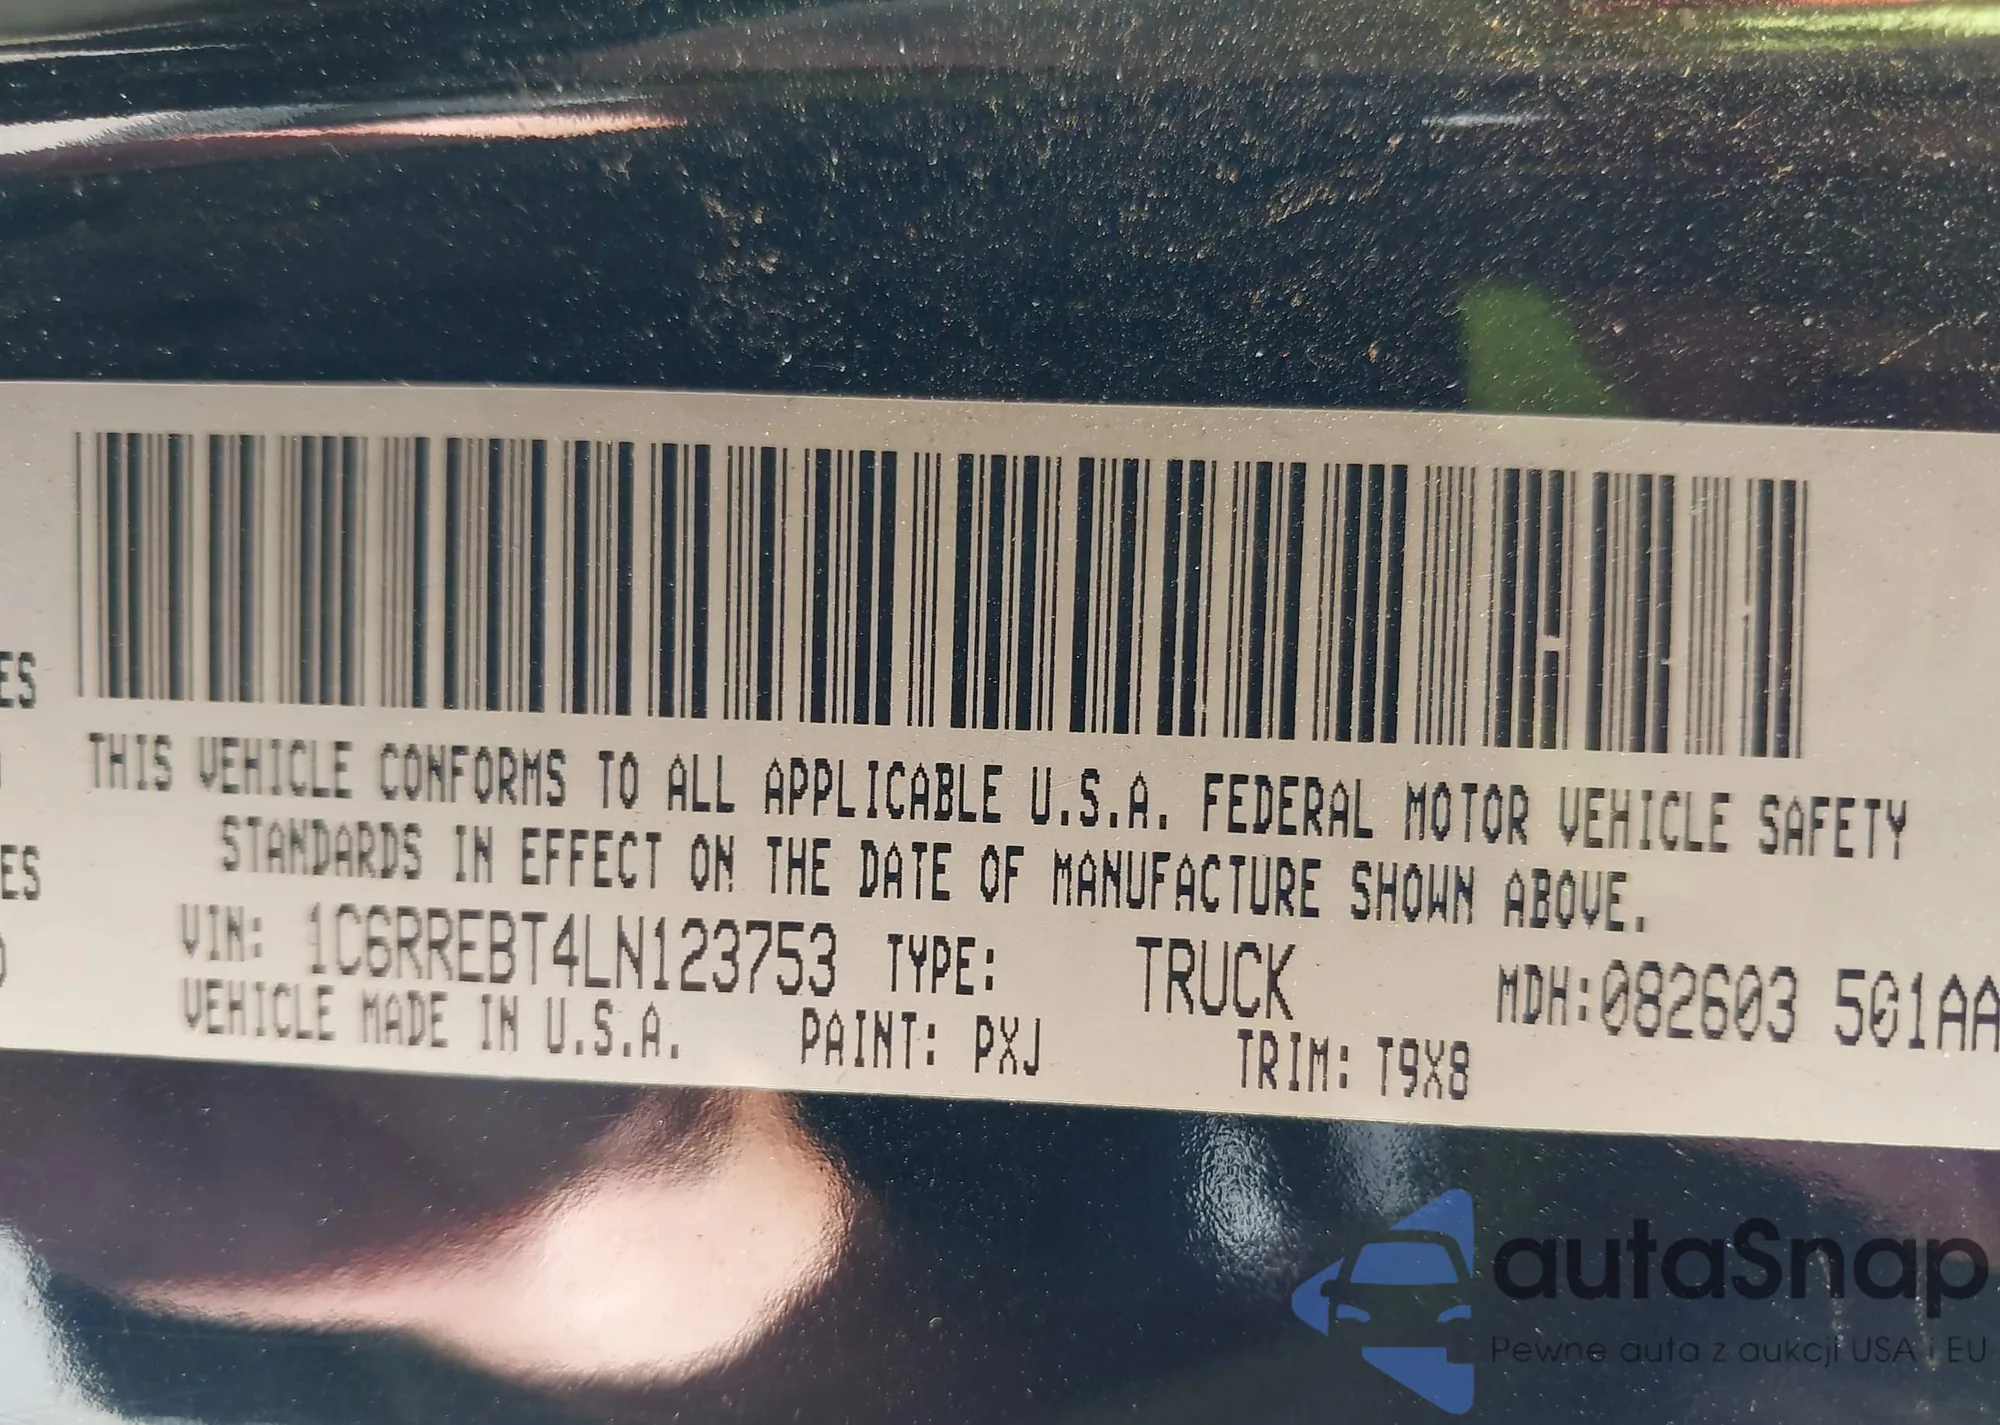 ES
THIS VEHICLE CONFORMS TO ALL APPLICABLE U.S.A. FEDERAL MOTOR VEHICLE SAFETY
ES
STANDARDS IN EFFECT ON THE DATE OF MANUFACTURE SHOWN ABOVE.
VIN: 1C6RREBT4LN123753 TYPE: TRUCK MDH:082603 501AA
VEHICLE MADE IN U.S.A. PAINT: PXJ TRIM: T9X8
autaSnap
Pewne auta z aukcji USA i EU